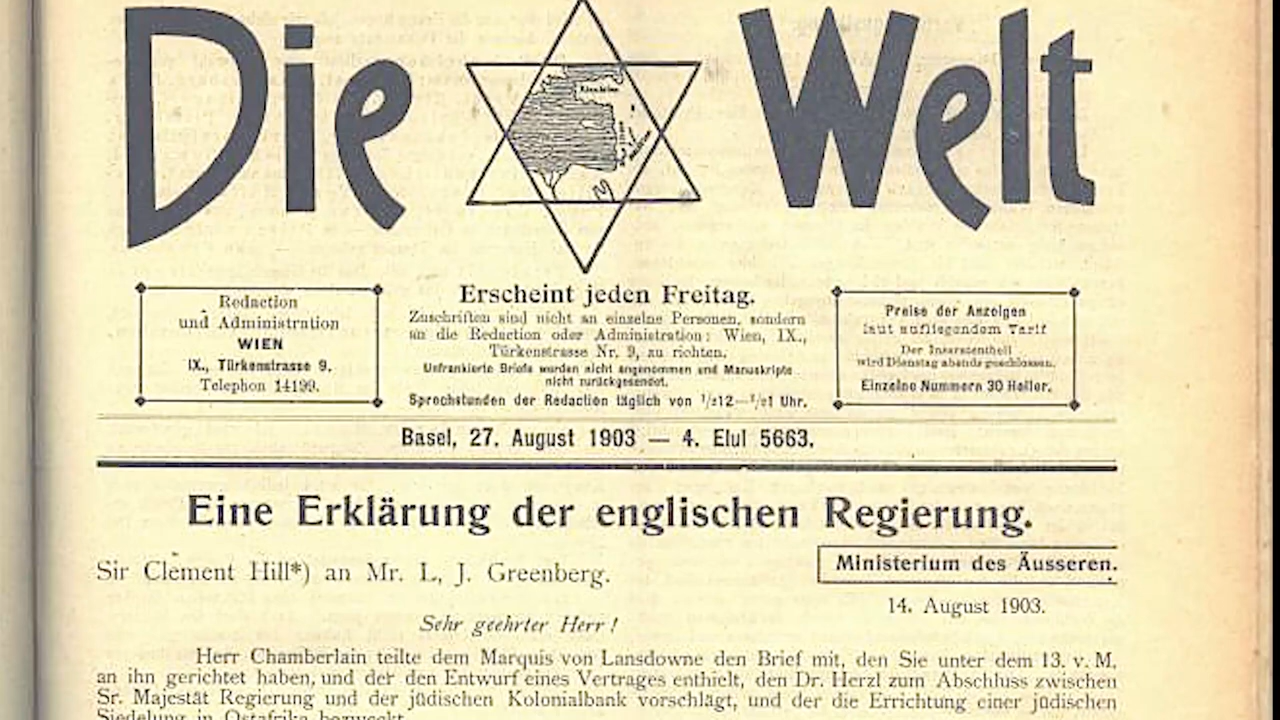 Die Welt
Redaction
und Administration
WIEN
IX., Türkenstrasse 9.
Telephon 14199.
Erscheint jeden Freitag.
Zuschriften sind nicht an einzelne Personen, sondern
an die Redaction oder Administration: Wien, IX.,
Türkenstrasse Nr. 9, zu richten.
Unfrankierte Briefe werden nicht angenommen und Manuskripte
nicht zurückgesendet.
Sprechstunden der Redaction täglich von 1/212—1/21 Uhr.
Preise der Anzeigen
laut aufliegendem Tarif
Der Inseratentheil
wird Dienstag abends geschlossen.
Einzelne Nummern 30 Heller.
Basel, 27. August 1903 — 4. Elul 5663.
Eine Erklärung der englischen Regierung.
Sir Clement Hill*) an Mr. L, J. Greenberg.
Ministerium des Äusseren.
14. August 1903.
Sehr geehrter Herr!
Herr Chamberlain teilte dem Marquis von Lansdowne den Brief mit, den Sie unter dem 13. v. M.
an ihn gerichtet haben, und der den Entwurf eines Vertrages enthielt, den Dr. Herzl zum Abschluss zwischen
Sr. Majestät Regierung und der jüdischen Kolonialbank vorschlägt, und der die Errichtung einer jüdischen
Siedelung in Ostafrika bezweckt.